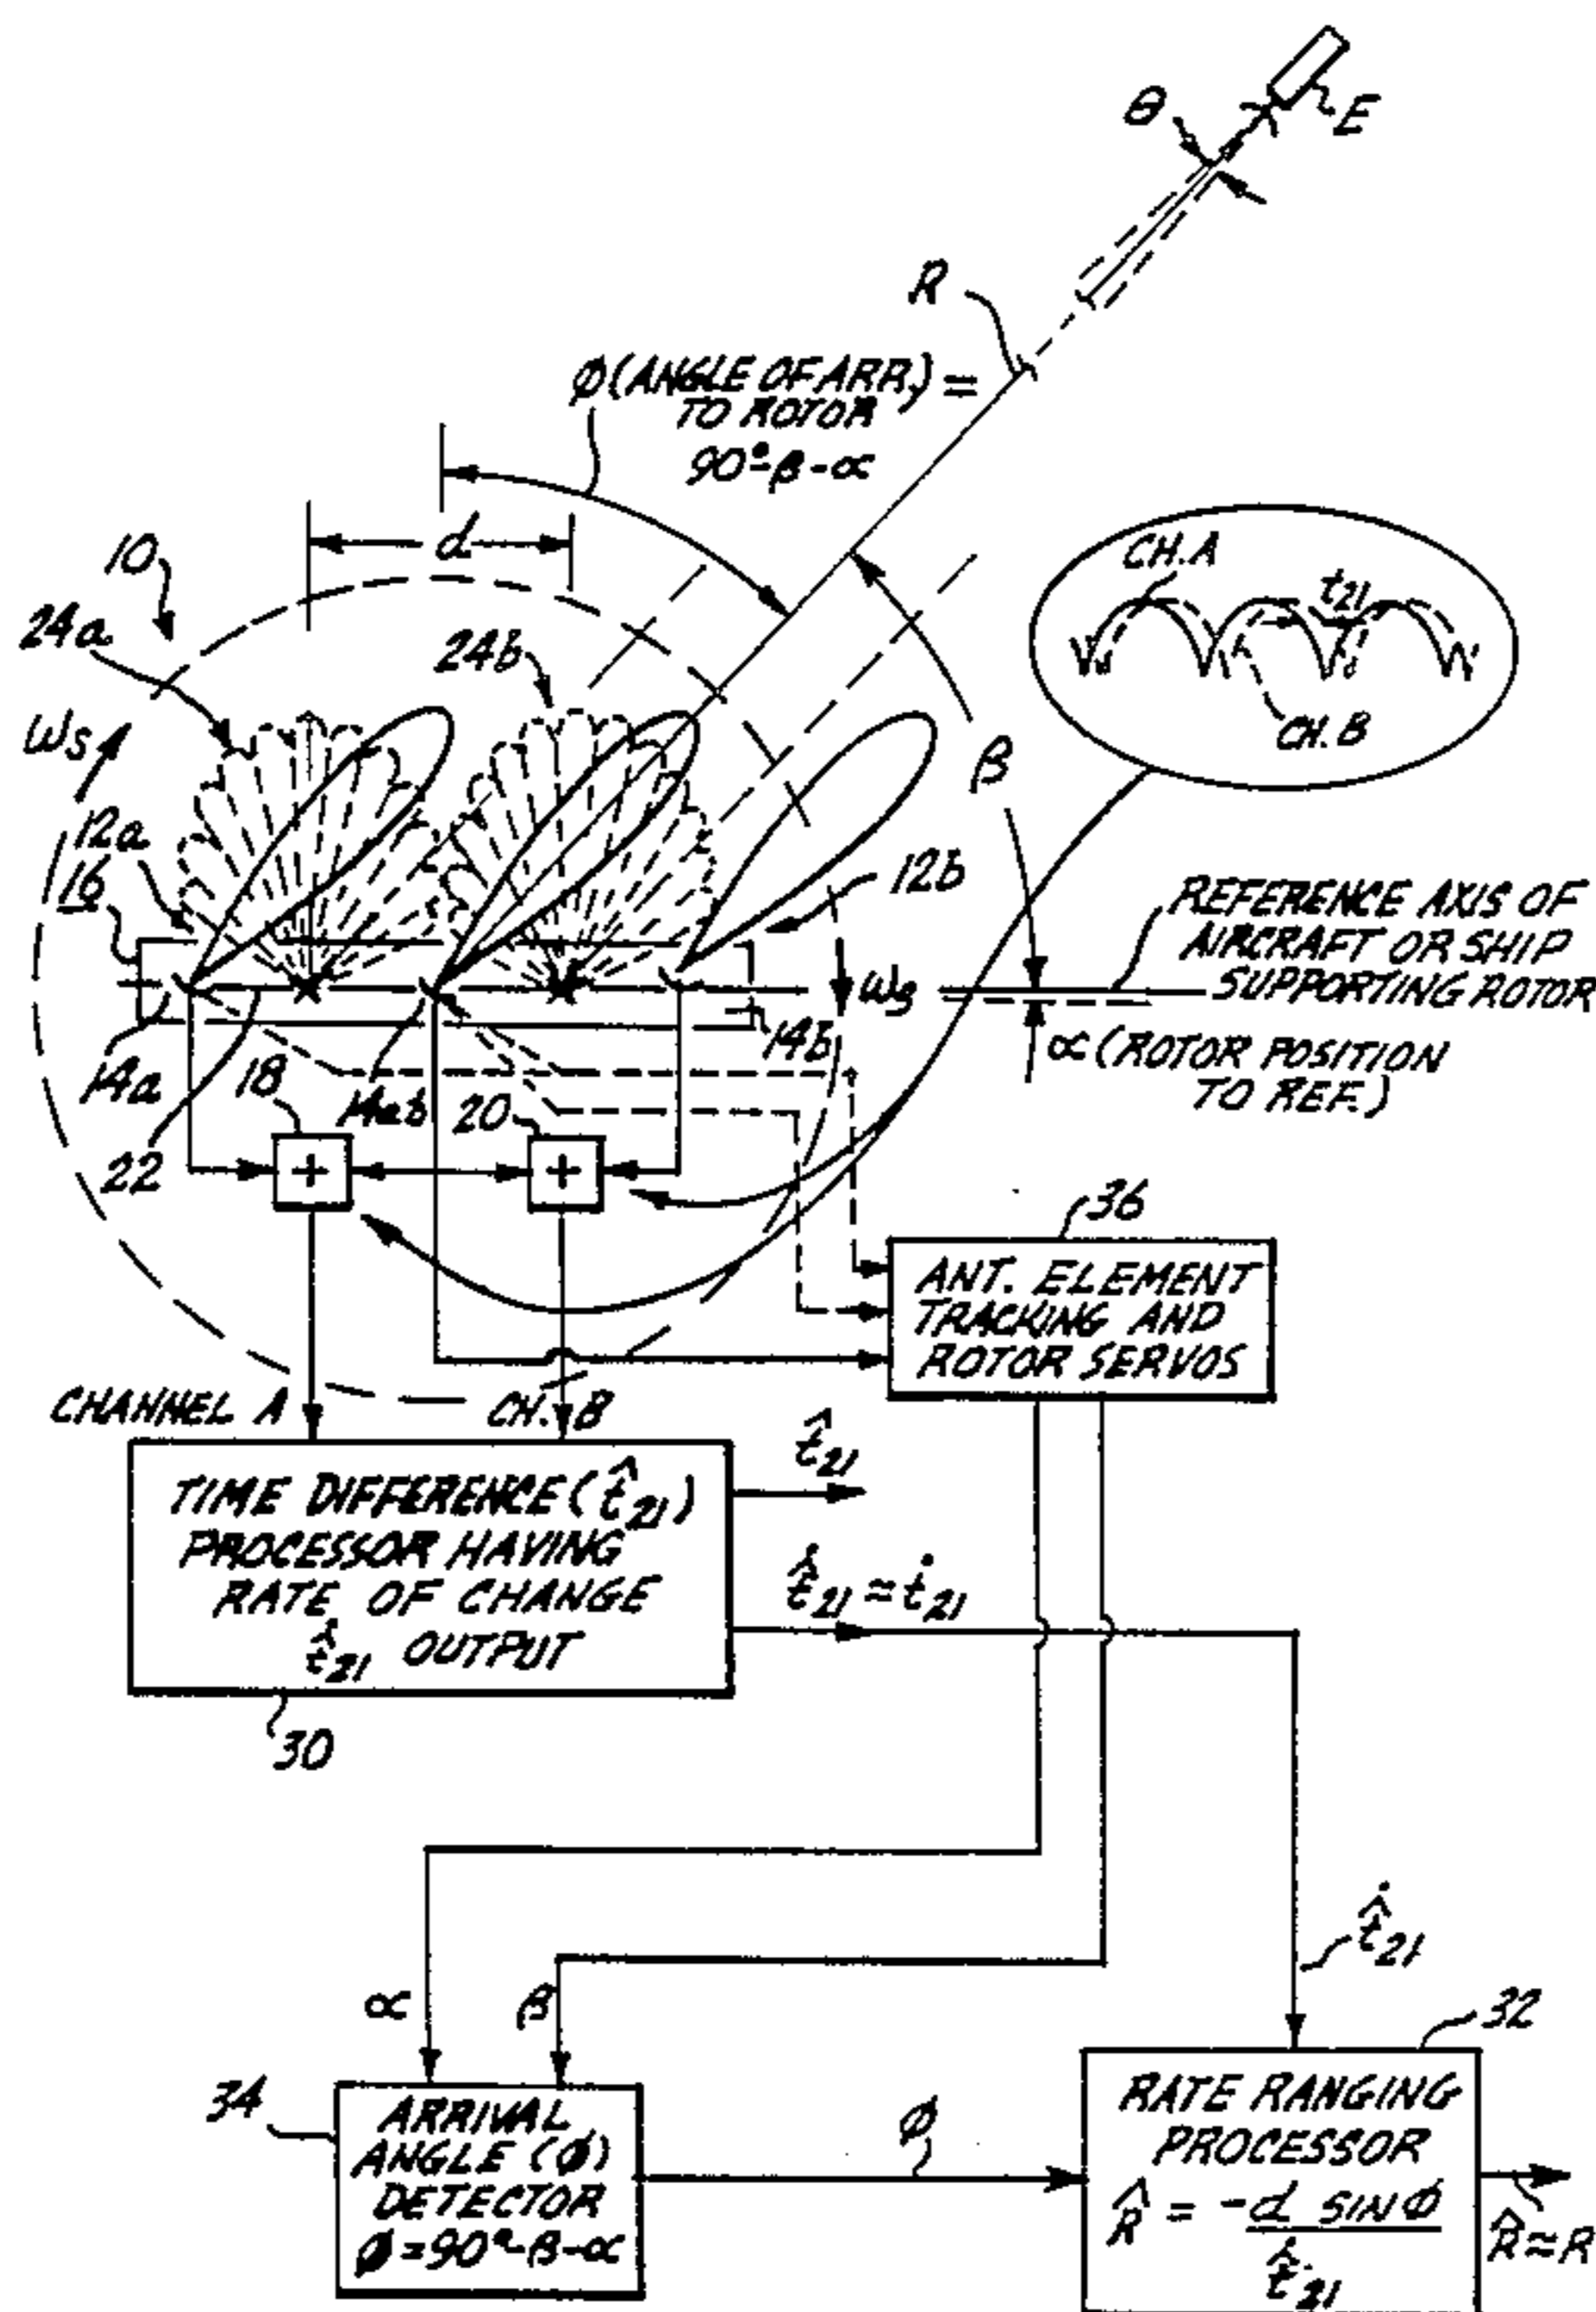 θ
E
R
φ (ANGLE OF ARR.) =
TO ROTOR
90°-β-α
d
10
CH. A
t21
CH. B
24a
24b
ωs
β
12a
16
12b
REFERENCE AXIS OF
AIRCRAFT OR SHIP
SUPPORTING ROTOR
ωs
14a
18
14ab
20
14b
α (ROTOR POSITION
TO REF.)
22
+
+
36
ANT. ELEMENT
TRACKING AND
ROTOR SERVOS
CHANNEL A
CH. B
t̂21
TIME DIFFERENCE (t̂21)
PROCESSOR HAVING
RATE OF CHANGE
t̂̇21 OUTPUT
t̂̇21 ≈ ṫ21
30
t̂̇21
α
β
32
34
ARRIVAL
ANGLE (φ)
DETECTOR
φ=90°-β-α
φ
RATE RANGING
PROCESSOR
R̂ = -d SIN φ
t̂̇21
R̂≈R